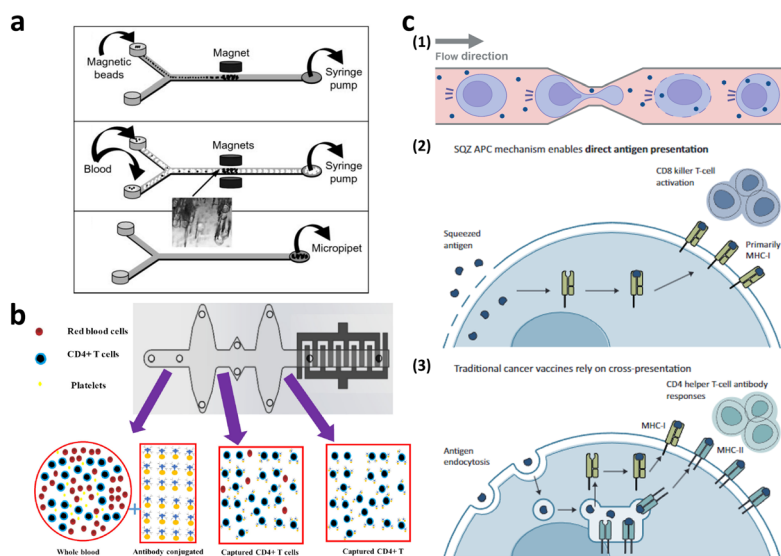 a
Magnetic
beads
Magnet
Syringe
pump
Blood
Magnets
Syringe
pump
Micropipet
b
Red blood cells
CD4+ T cells
Platelets
+
Whole blood
Antibody conjugated
Captured CD4+ T cells
Captured CD4+ T
c
(1)
Flow direction
(2)
SQZ APC mechanism enables direct antigen presentation
CD8 killer T-cell
activation
Squeezed
antigen
Primarily
MHC-I
(3)
Traditional cancer vaccines rely on cross-presentation
CD4 helper T-cell antibody
responses
Antigen
endocytosis
MHC-I
MHC-II